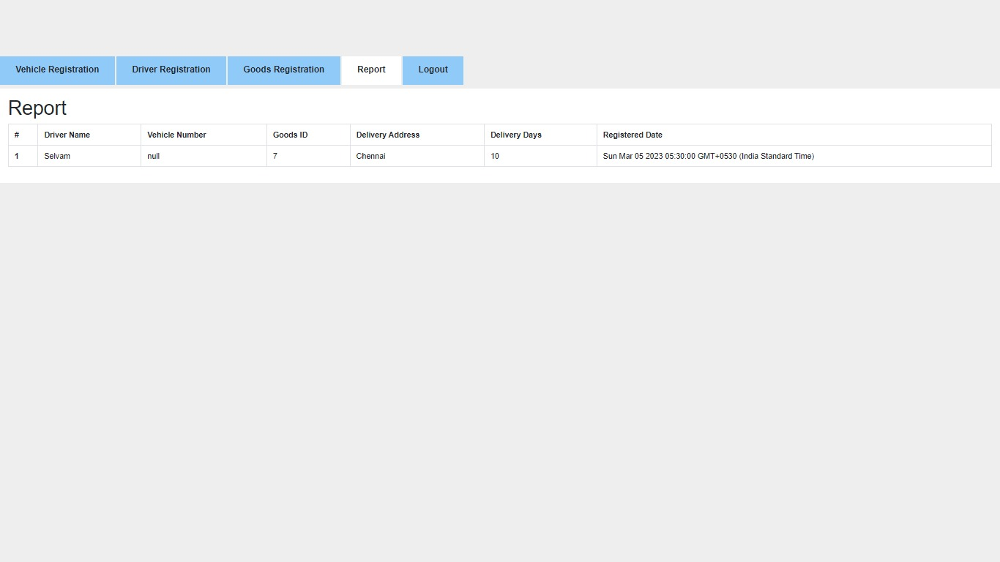 Vehicle Registration Driver Registration Goods Registration Report Logout
Report
# Driver Name Vehicle Number Goods ID Delivery Address Delivery Days Registered Date
1 Selvam null 7 Chennai 10 Sun Mar 05 2023 05:30:00 GMT+0530 (India Standard Time)